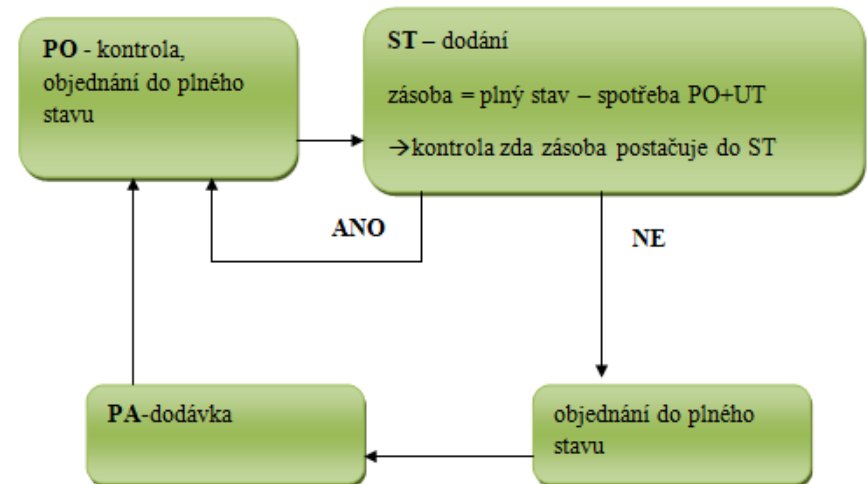 PO - kontrola,
objednání do plného
stavu
ST – dodání
zásoba = plný stav – spotřeba PO+UT
→kontrola zda zásoba postačuje do ST
ANO
NE
PA-dodávka
objednání do plného
stavu